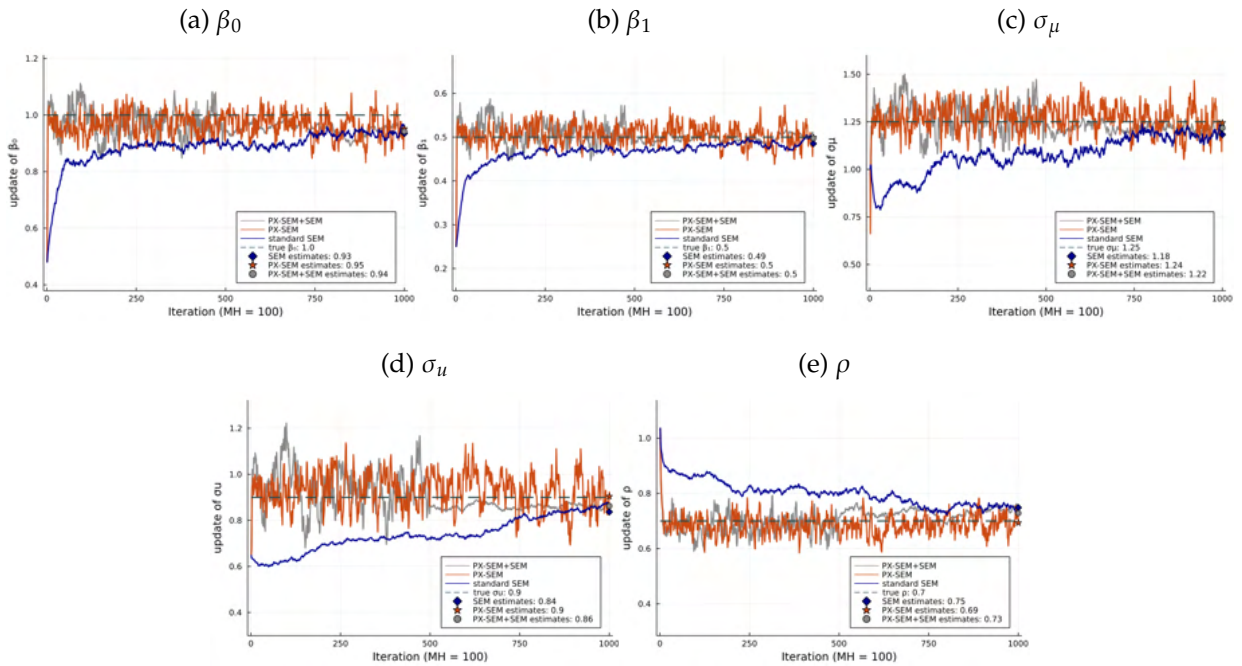 (a) β₀
1.2
1.0
0.8
0.6
0.4
update of β₀
PX-SEM+SEM
PX-SEM
standard SEM
true β₀: 1.0
SEM estimates: 0.93
PX-SEM estimates: 0.95
PX-SEM+SEM estimates: 0.94
0 250 500 750 1000
Iteration (MH = 100)
(b) β₁
0.6
0.5
0.4
0.3
0.2
update of β₁
PX-SEM+SEM
PX-SEM
standard SEM
true β₁: 0.5
SEM estimates: 0.49
PX-SEM estimates: 0.5
PX-SEM+SEM estimates: 0.5
0 250 500 750 1000
Iteration (MH = 100)
(c) σ_μ
1.50
1.25
1.00
0.75
0.50
update of σμ
PX-SEM+SEM
PX-SEM
standard SEM
true σμ: 1.25
SEM estimates: 1.18
PX-SEM estimates: 1.24
PX-SEM+SEM estimates: 1.22
0 250 500 750 1000
Iteration (MH = 100)
(d) σᵤ
1.2
1.0
0.8
0.6
0.4
update of σu
PX-SEM+SEM
PX-SEM
standard SEM
true σu: 0.9
SEM estimates: 0.84
PX-SEM estimates: 0.9
PX-SEM+SEM estimates: 0.86
0 250 500 750 1000
Iteration (MH = 100)
(e) ρ
1.0
0.8
0.6
0.4
update of ρ
PX-SEM+SEM
PX-SEM
standard SEM
true ρ: 0.7
SEM estimates: 0.75
PX-SEM estimates: 0.69
PX-SEM+SEM estimates: 0.73
0 250 500 750 1000
Iteration (MH = 100)